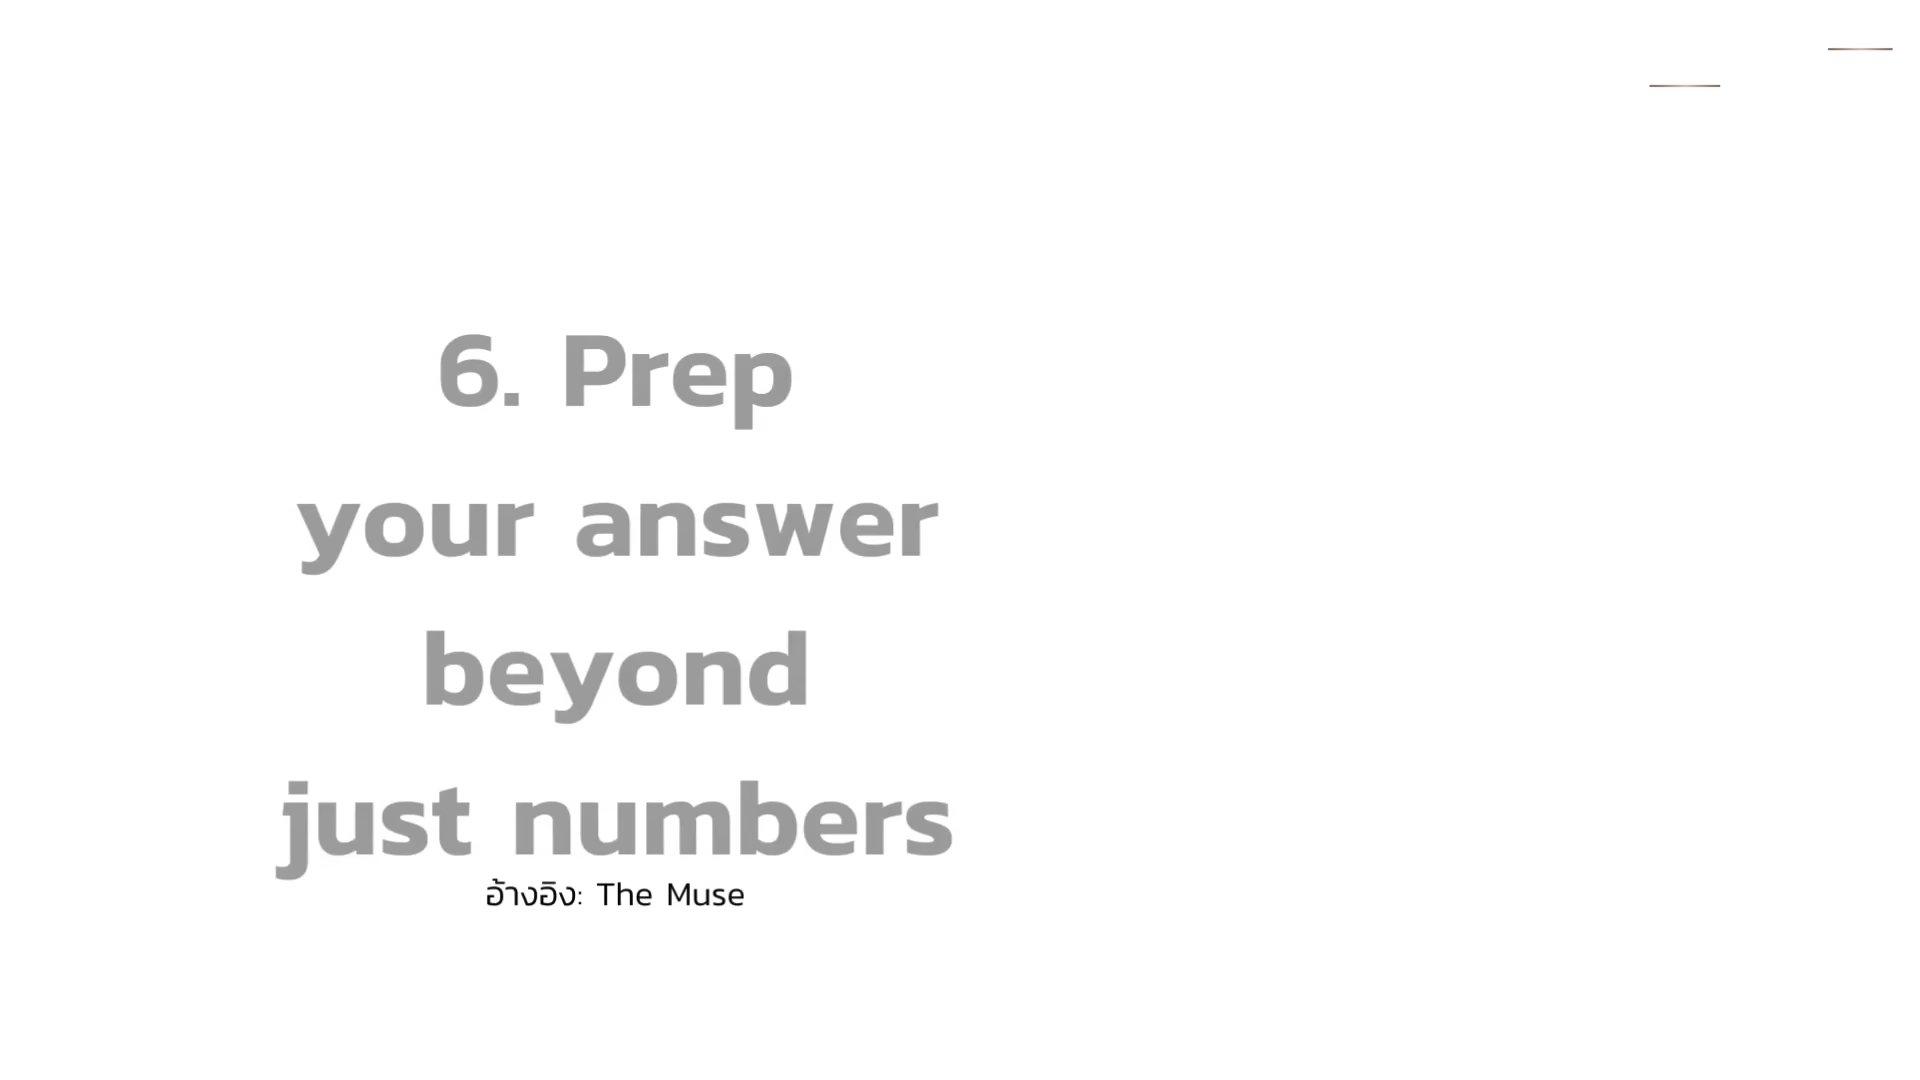 6. Prep
your answer
beyond
just numbers
อ้างอิง: The Muse